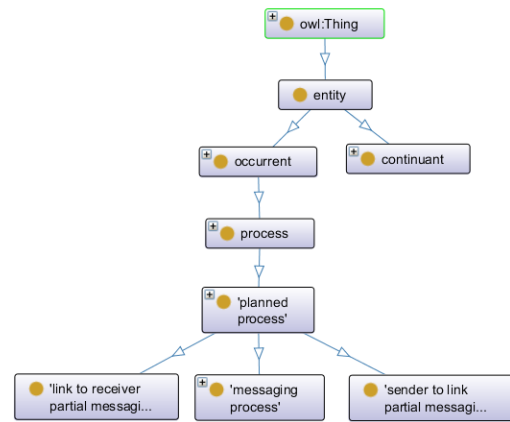 owl:Thing
entity
occurrent
continuant
process
'planned
process'
'link to receiver
partial messagi...
'messaging
process'
'sender to link
partial messagi...